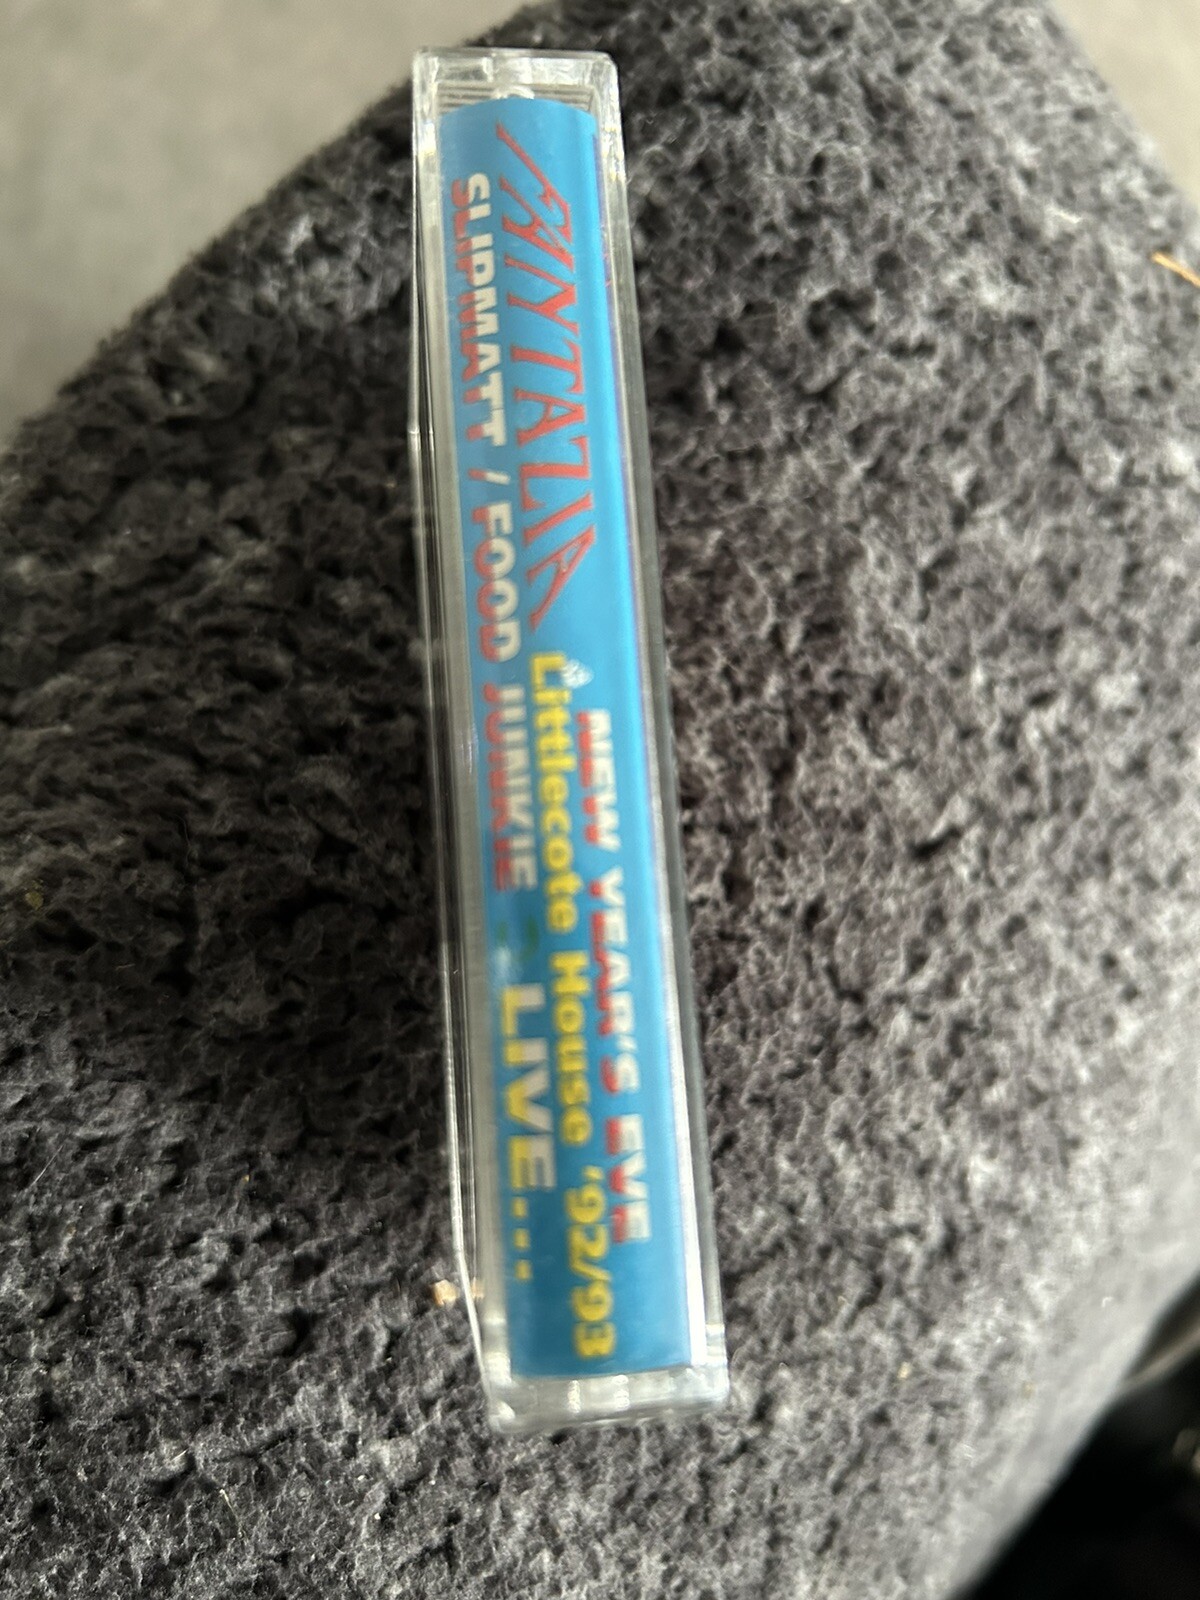 FANTAZIA
NEW YEAR'S EVE
Littlecote House '92/93
SLIPMATT / FOOD JUNKIE
LIVE...